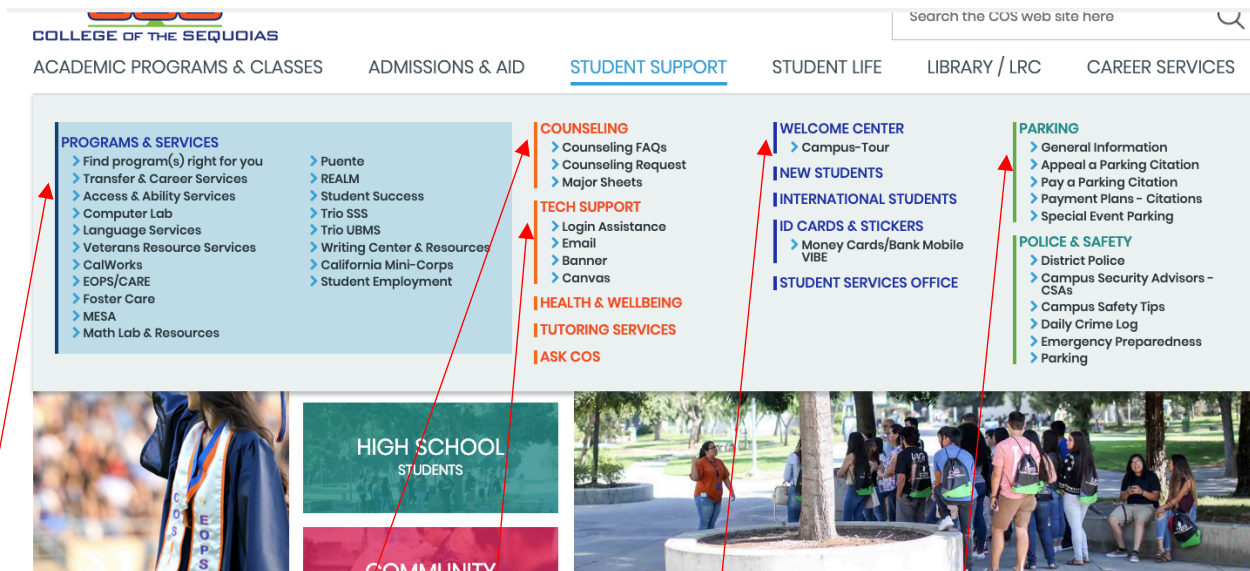 COLLEGE OF THE SEQUOIAS
Search the COS web site here
ACADEMIC PROGRAMS & CLASSES
ADMISSIONS & AID
STUDENT SUPPORT
STUDENT LIFE
LIBRARY / LRC
CAREER SERVICES
PROGRAMS & SERVICES
Find program(s) right for you
Transfer & Career Services
Access & Ability Services
Computer Lab
Language Services
Veterans Resource Services
CalWorks
EOPS/CARE
Foster Care
MESA
Math Lab & Resources
Puente
REALM
Student Success
Trio SSS
Trio UBMS
Writing Center & Resources
California Mini-Corps
Student Employment
COUNSELING
Counseling FAQs
Counseling Request
Major Sheets
TECH SUPPORT
Login Assistance
Email
Banner
Canvas
HEALTH & WELLBEING
TUTORING SERVICES
ASK COS
WELCOME CENTER
Campus-Tour
NEW STUDENTS
INTERNATIONAL STUDENTS
ID CARDS & STICKERS
Money Cards/Bank Mobile
VIBE
STUDENT SERVICES OFFICE
PARKING
General Information
Appeal a Parking Citation
Pay a Parking Citation
Payment Plans - Citations
Special Event Parking
POLICE & SAFETY
District Police
Campus Security Advisors -
CSAs
Campus Safety Tips
Daily Crime Log
Emergency Preparedness
Parking
COS
EOPS
HIGH SCHOOL
STUDENTS
COMMUNITY